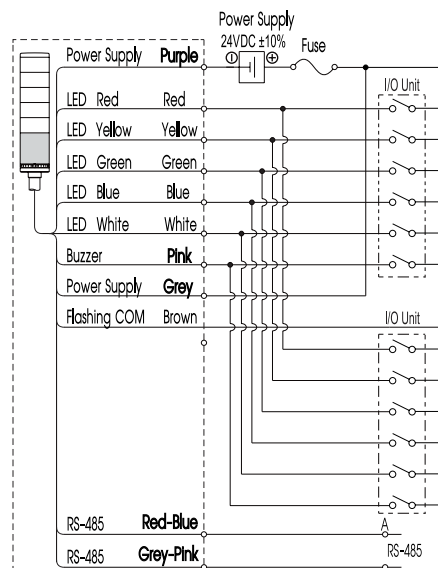 Power Supply
24VDC ±10%
Fuse
Power Supply Purple
I/O Unit
LED Red Red
LED Yellow Yellow
LED Green Green
LED Blue Blue
LED White White
Buzzer Pink
Power Supply Grey
Flashing COM Brown
I/O Unit
RS-485 Red-Blue
A
RS-485 Grey-Pink
RS-485